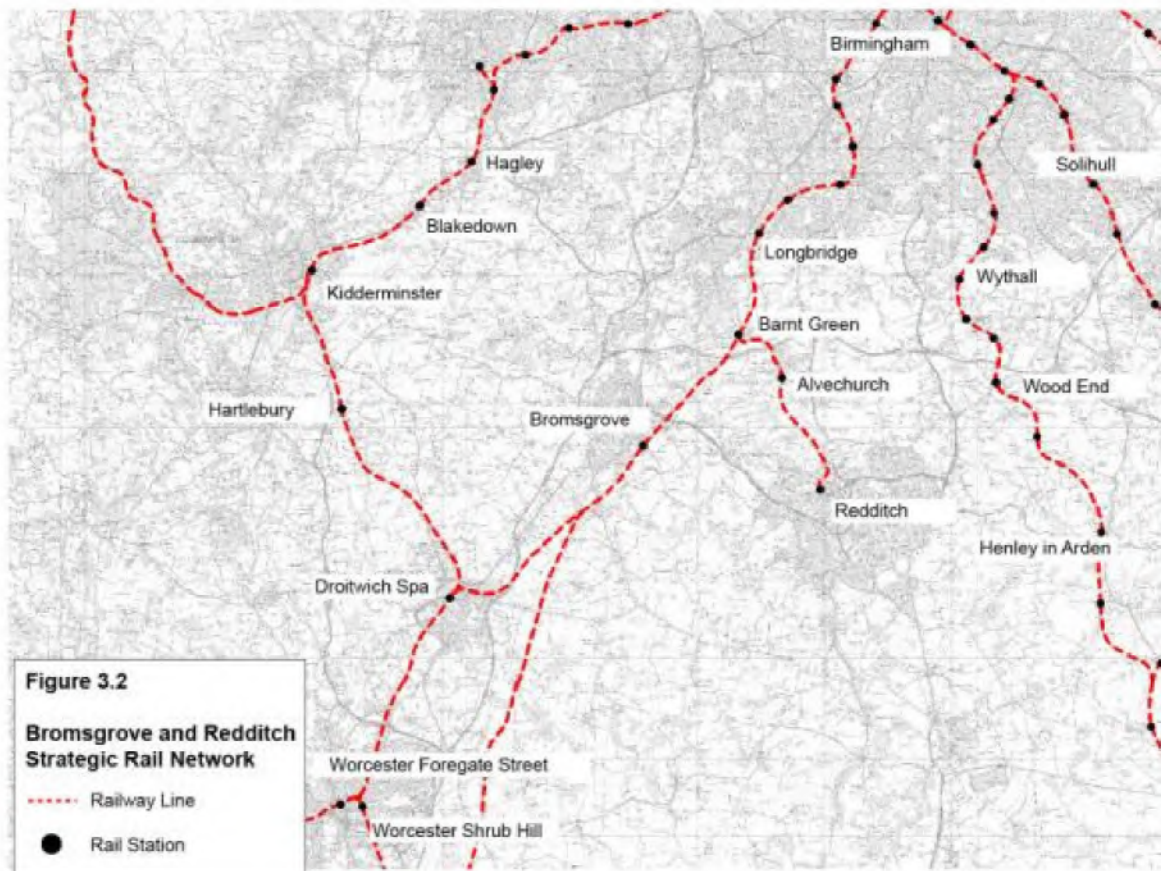 Birmingham
Hagley
Solihull
Blakedown
Longbridge
Wythall
Kidderminster
Barnt Green
Alvechurch
Wood End
Hartlebury
Bromsgrove
Redditch
Henley in Arden
Droitwich Spa
Figure 3.2
Bromsgrove and Redditch
Strategic Rail Network
Worcester Foregate Street
Railway Line
Worcester Shrub Hill
Rail Station